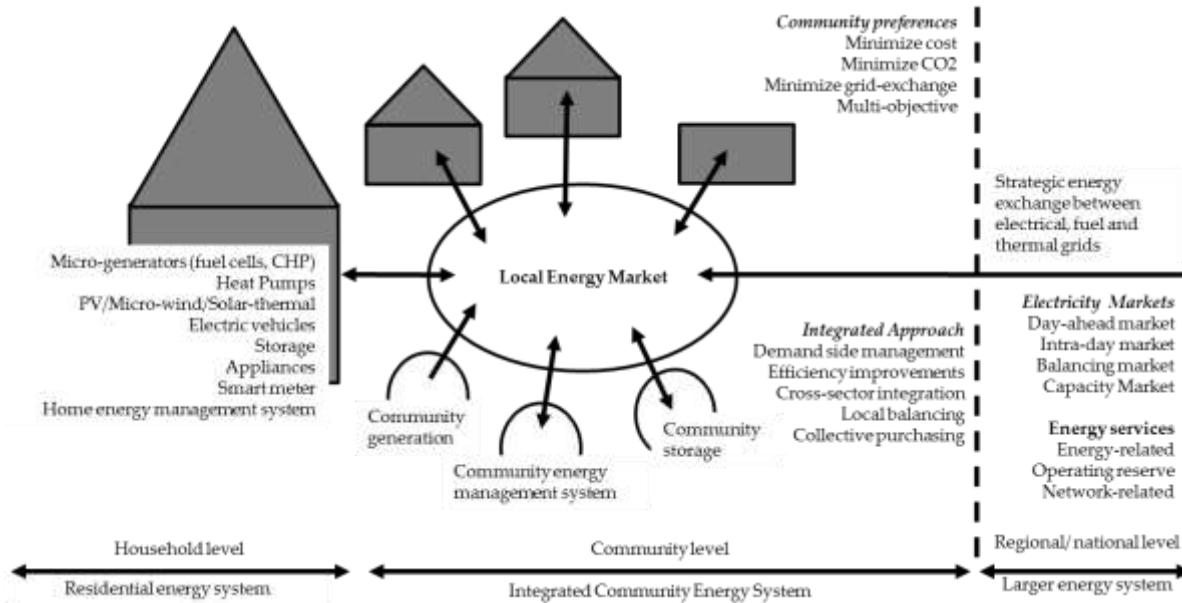 Community preferences
Minimize cost
Minimize CO2
Minimize grid-exchange
Multi-objective
Strategic energy
exchange between
electrical, fuel and
thermal grids
Micro-generators (fuel cells, CHP)
Heat Pumps
PV/Micro-wind/Solar-thermal
Electric vehicles
Storage
Appliances
Smart meter
Home energy management system
Local Energy Market
Community
generation
Community energy
management system
Community
storage
Integrated Approach
Demand side management
Efficiency improvements
Cross-sector integration
Local balancing
Collective purchasing
Electricity Markets
Day-ahead market
Intra-day market
Balancing market
Capacity Market
Energy services
Energy-related
Operating reserve
Network-related
Household level
Residential energy system
Community level
Integrated Community Energy System
Regional/national level
Larger energy system